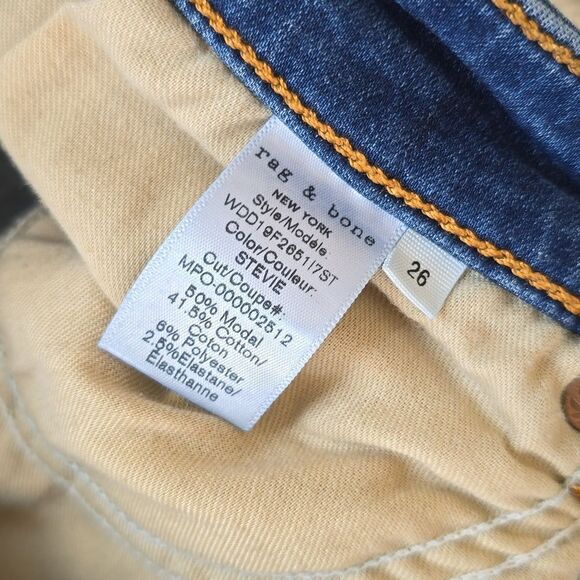 rag & bone
NEW YORK
Style/Modèle
WDD19F2651I7ST
Color/Couleur:
STEVIE
Cut/Coupe#:
MPO-000002512
50% Modal
41.5% Cotton/
Coton
6% Polyester
2.5%Elastane/
Élasthanne
26